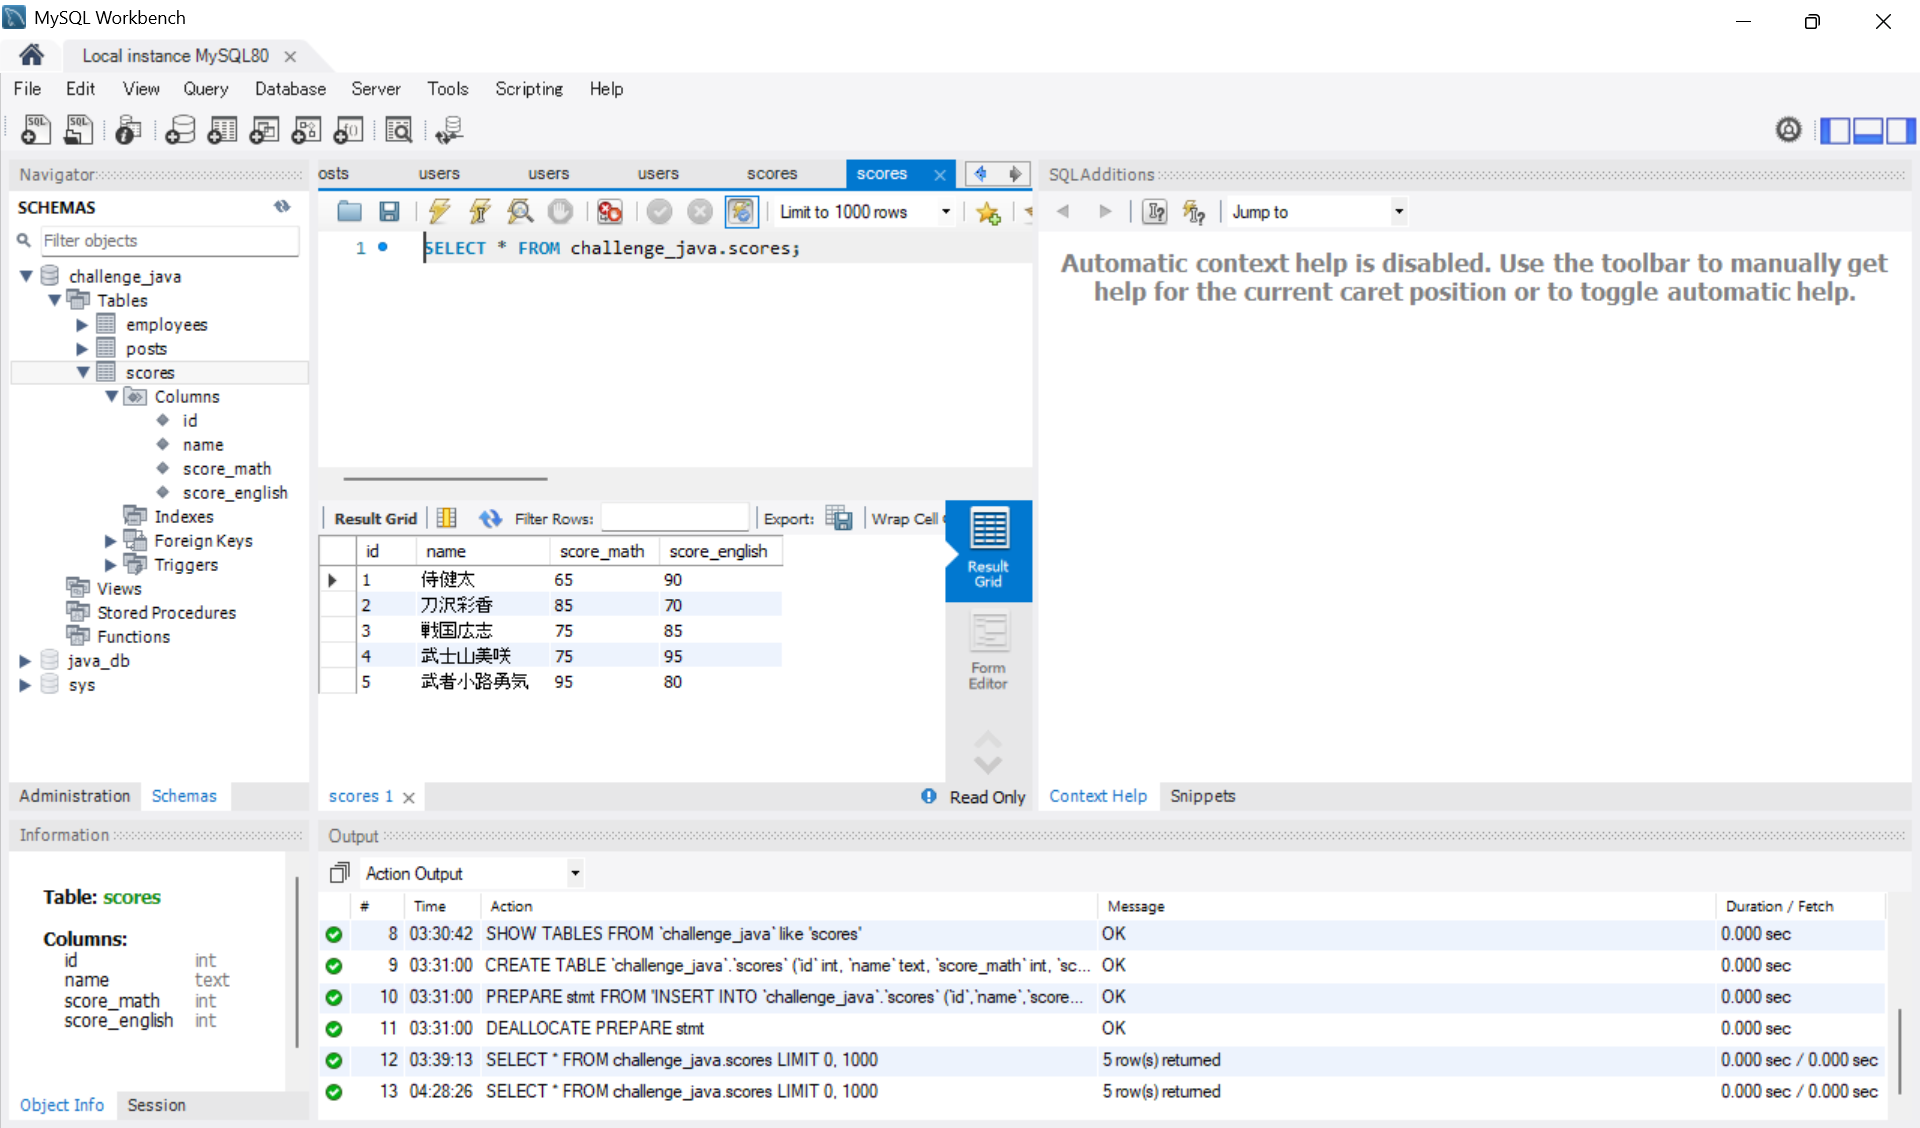 MySQL Workbench
Local instance MySQL80
File Edit View Query Database Server Tools Scripting Help
Navigator
SCHEMAS
Filter objects
challenge_java
Tables
employees
posts
scores
Columns
id
name
score_math
score_english
Indexes
Foreign Keys
Triggers
Views
Stored Procedures
Functions
java_db
sys
Administration Schemas
Information
Table: scores
Columns:
id int
name text
score_math int
score_english int
Object Info Session
osts users users users scores scores
Limit to 1000 rows
1 SELECT * FROM challenge_java.scores;
Result Grid Filter Rows: Export: Wrap Cell
id name score_math score_english
1 侍健太 65 90
2 刀沢彩香 85 70
3 戦国広志 75 85
4 武士山美咲 75 95
5 武者小路勇気 95 80
Result Grid
Form Editor
scores 1 Read Only
SQLAdditions
Jump to
Automatic context help is disabled. Use the toolbar to manually get
help for the current caret position or to toggle automatic help.
Context Help Snippets
Output
Action Output
# Time Action Message Duration / Fetch
8 03:30:42 SHOW TABLES FROM `challenge_java` like 'scores' OK 0.000 sec
9 03:31:00 CREATE TABLE `challenge_java`.`scores` (`id` int, `name` text, `score_math` int, `sc... OK 0.000 sec
10 03:31:00 PREPARE stmt FROM 'INSERT INTO `challenge_java`.`scores` (`id`,`name`,`score... OK 0.000 sec
11 03:31:00 DEALLOCATE PREPARE stmt OK 0.000 sec
12 03:39:13 SELECT * FROM challenge_java.scores LIMIT 0, 1000 5 row(s) returned 0.000 sec / 0.000 sec
13 04:28:26 SELECT * FROM challenge_java.scores LIMIT 0, 1000 5 row(s) returned 0.000 sec / 0.000 sec